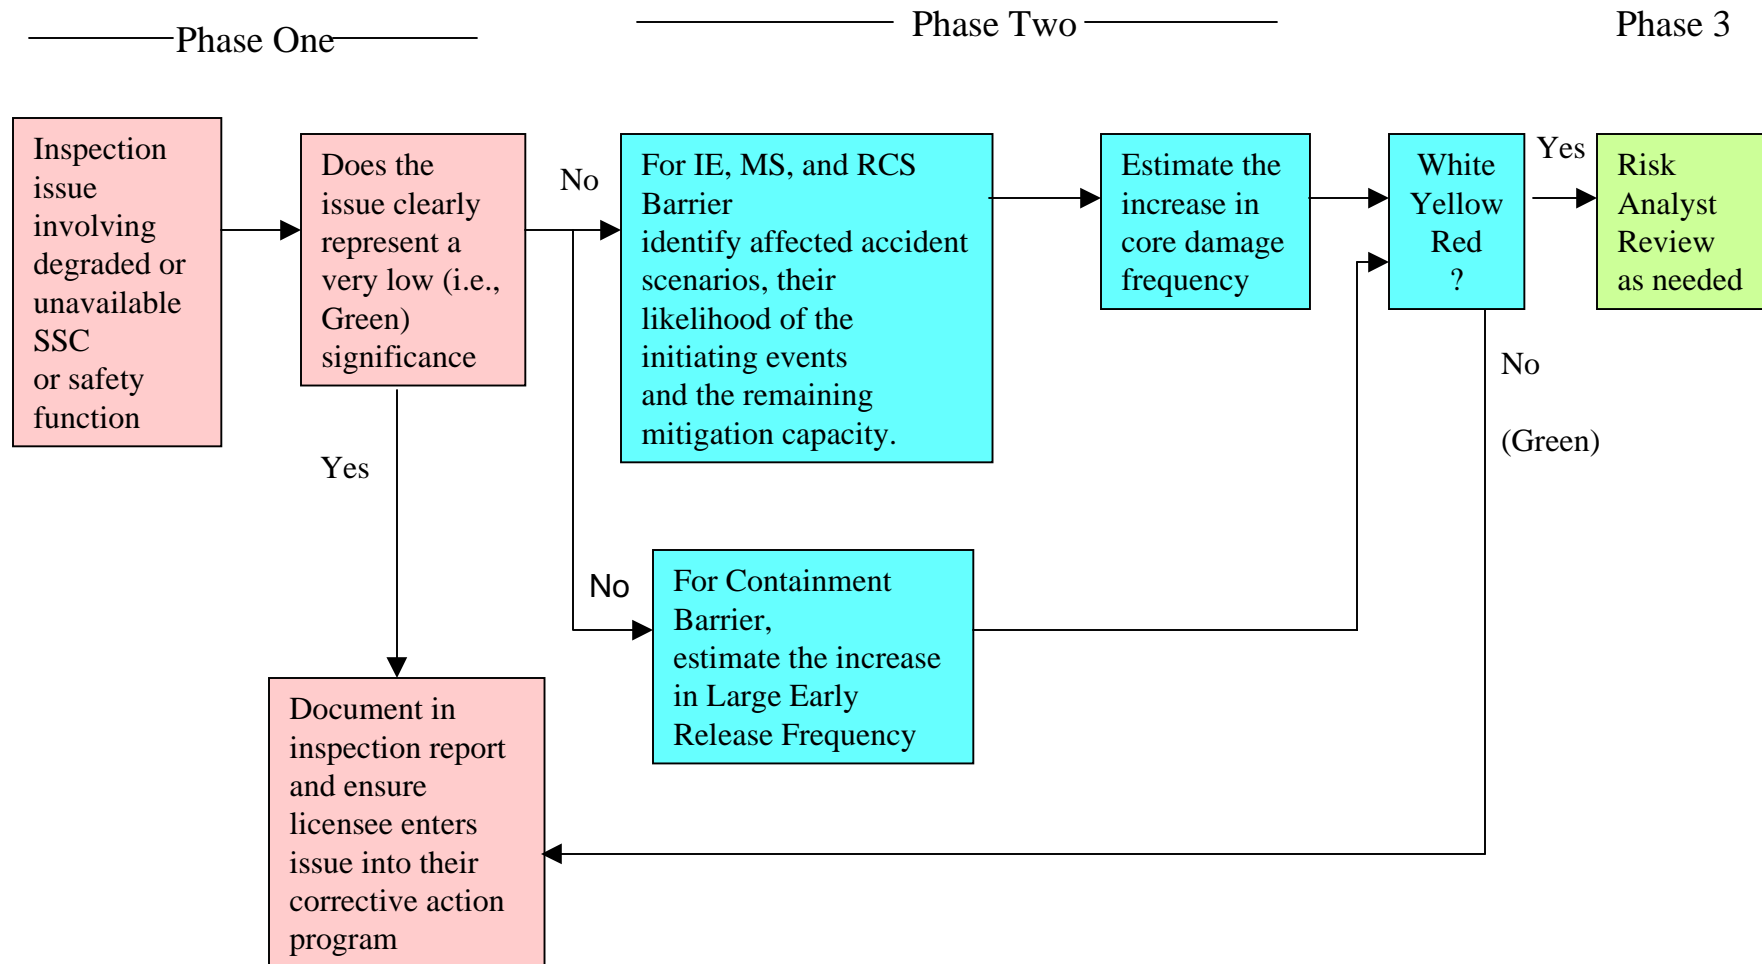 Phase One
Phase Two
Phase 3
Inspection
issue
involving
degraded or
unavailable
SSC
or safety
function
Does the
issue clearly
represent a
very low (i.e.,
Green)
significance
No
For IE, MS, and RCS
Barrier
identify affected accident
scenarios, their
likelihood of the
initiating events
and the remaining
mitigation capacity.
Estimate the
increase in
core damage
frequency
White
Yellow
Red
?
Yes
Risk
Analyst
Review
as needed
No
(Green)
Yes
No
For Containment
Barrier,
estimate the increase
in Large Early
Release Frequency
Document in
inspection report
and ensure
licensee enters
issue into their
corrective action
program